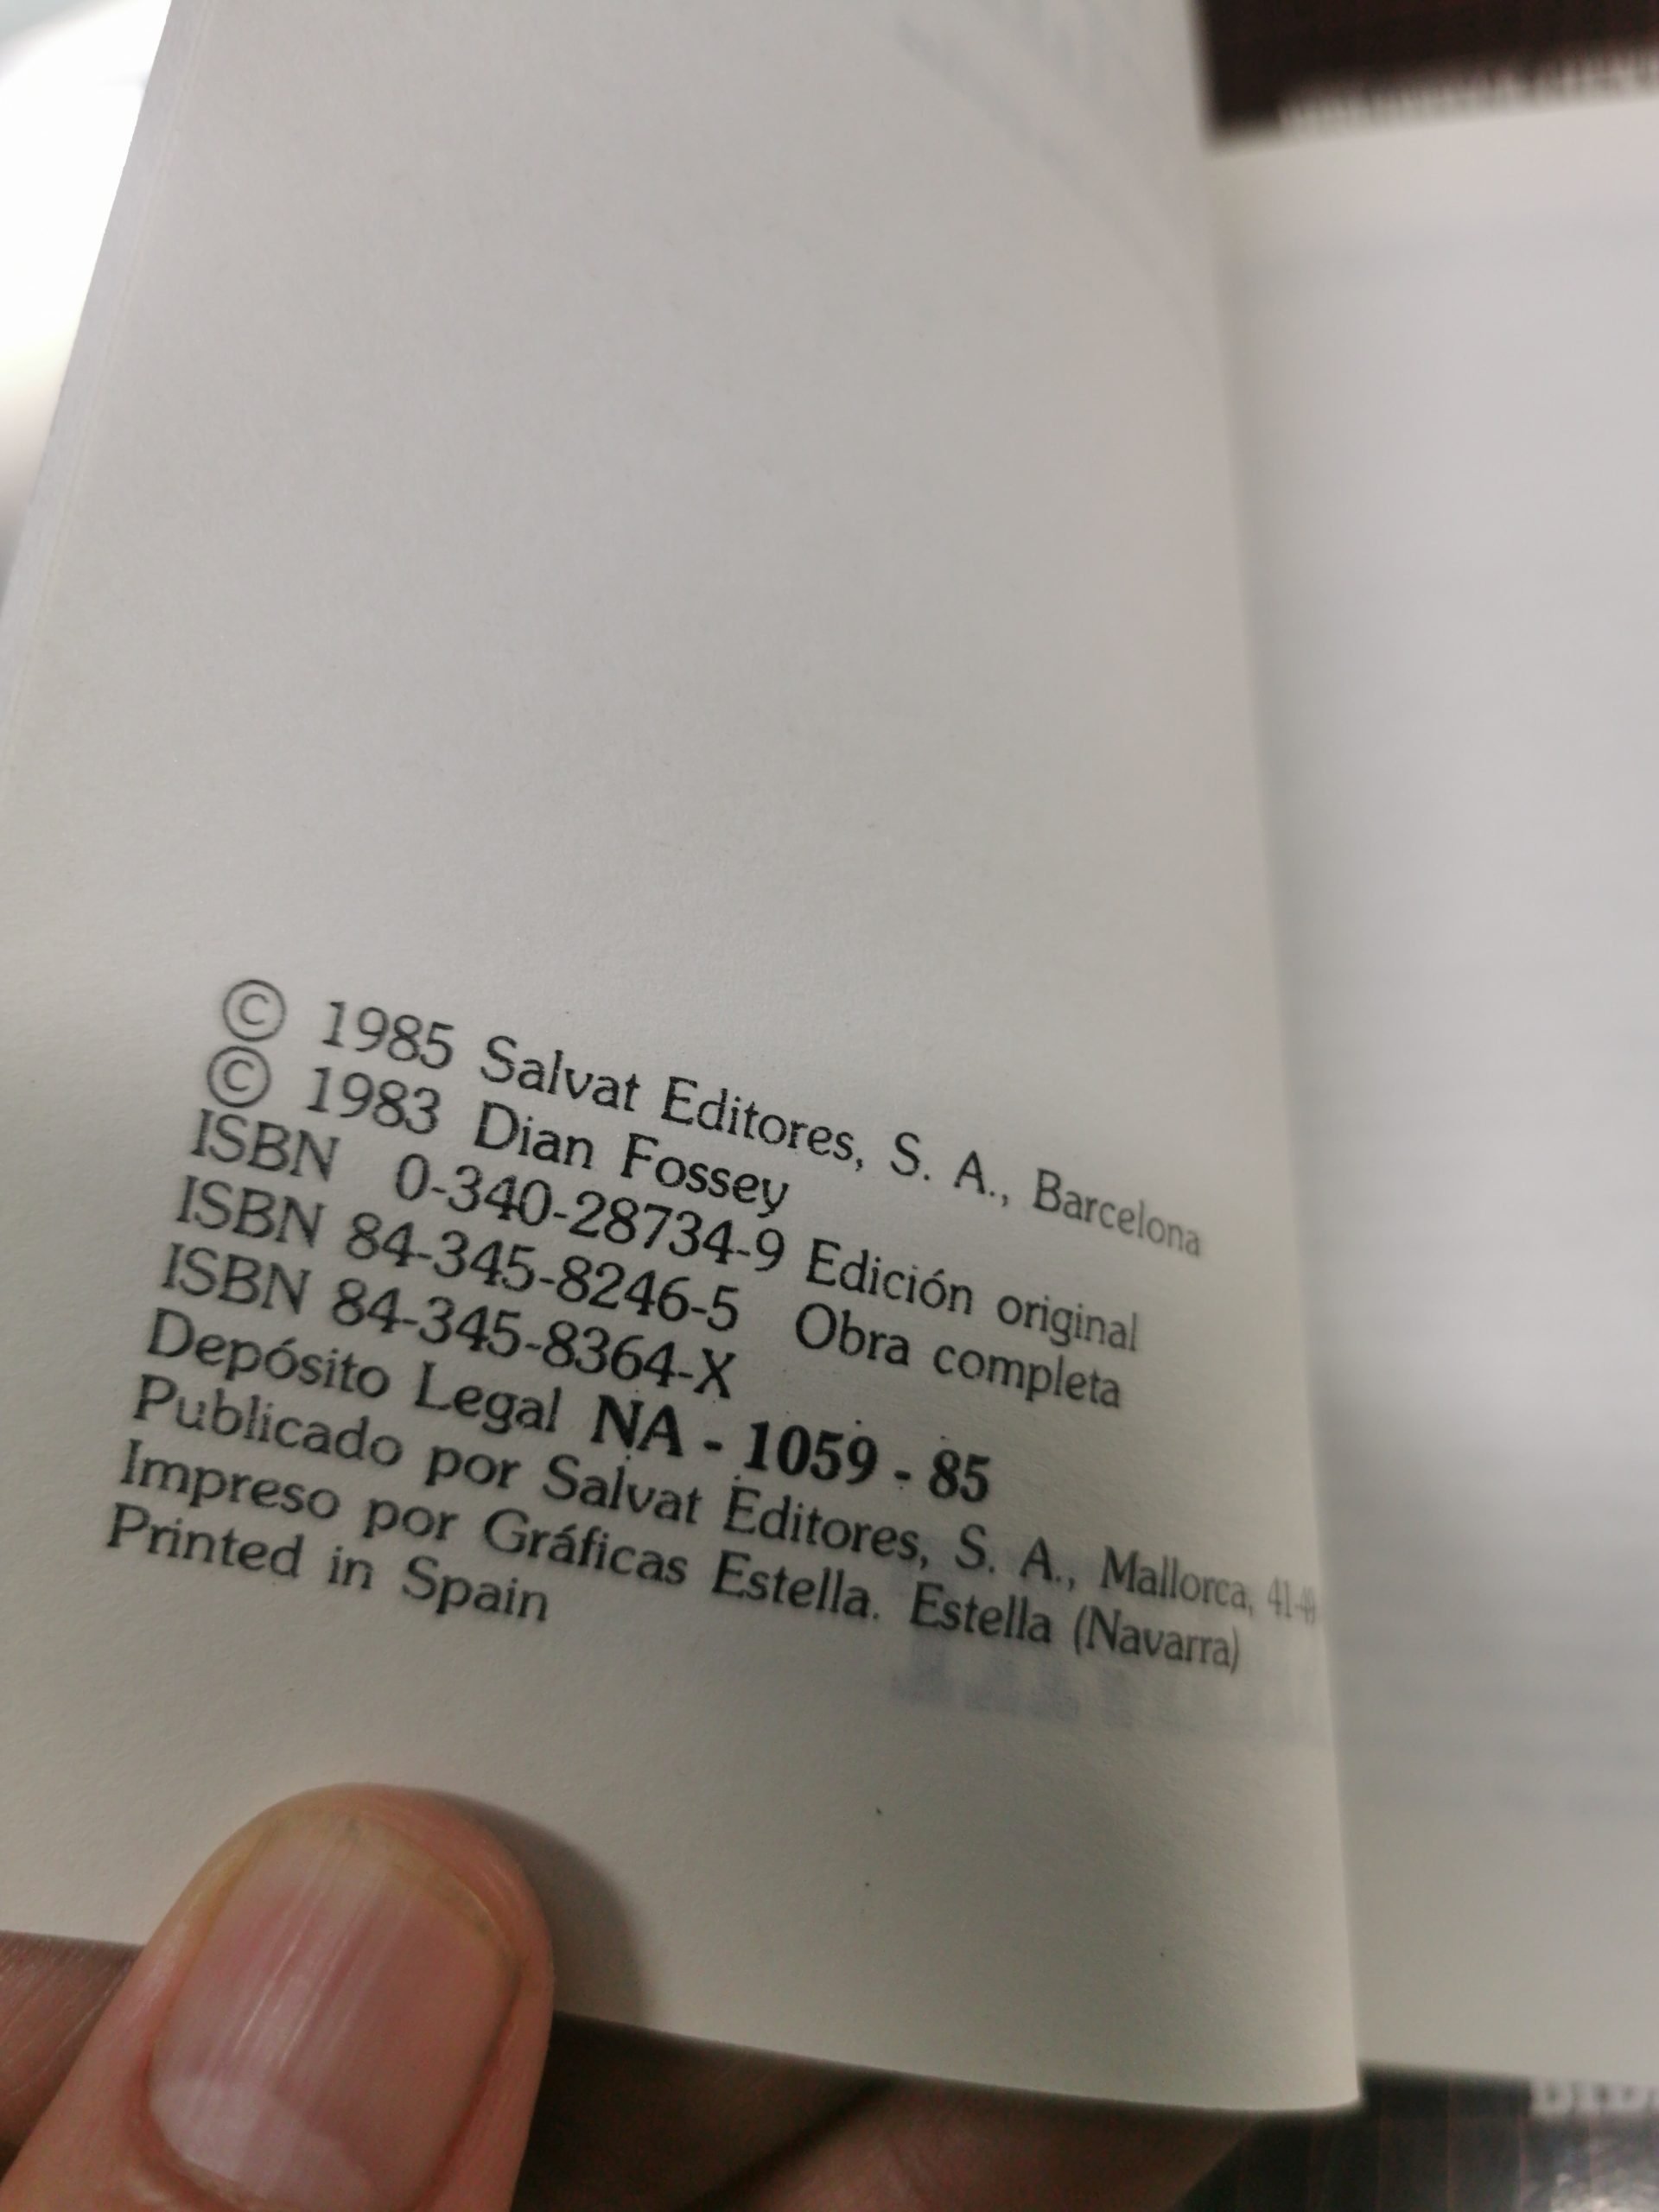 © 1985 Salvat Editores, S. A., Barcelona
© 1983 Dian Fossey
ISBN 0-340-28734-9 Edición original
ISBN 84-345-8246-5 Obra completa
ISBN 84-345-8364-X
Depósito Legal NA - 1059 - 85
Publicado por Salvat Editores, S. A., Mallorca, 41-49
Impreso por Gráficas Estella. Estella (Navarra)
Printed in Spain